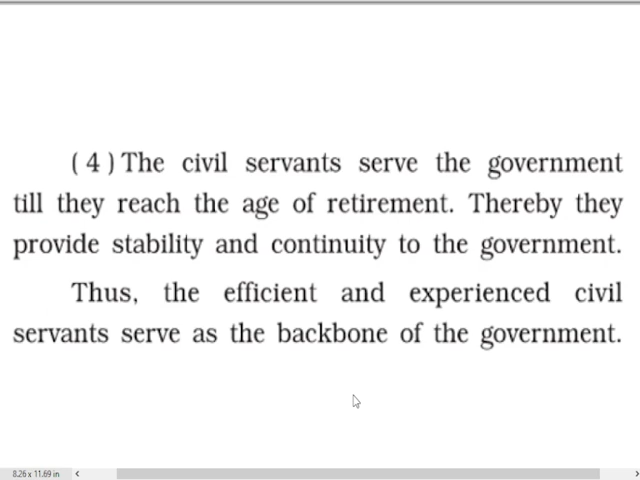 ( 4 ) The civil servants serve the government
till they reach the age of retirement. Thereby they
provide stability and continuity to the government.
Thus, the efficient and experienced civil
servants serve as the backbone of the government.
8.26 x 11.69 in